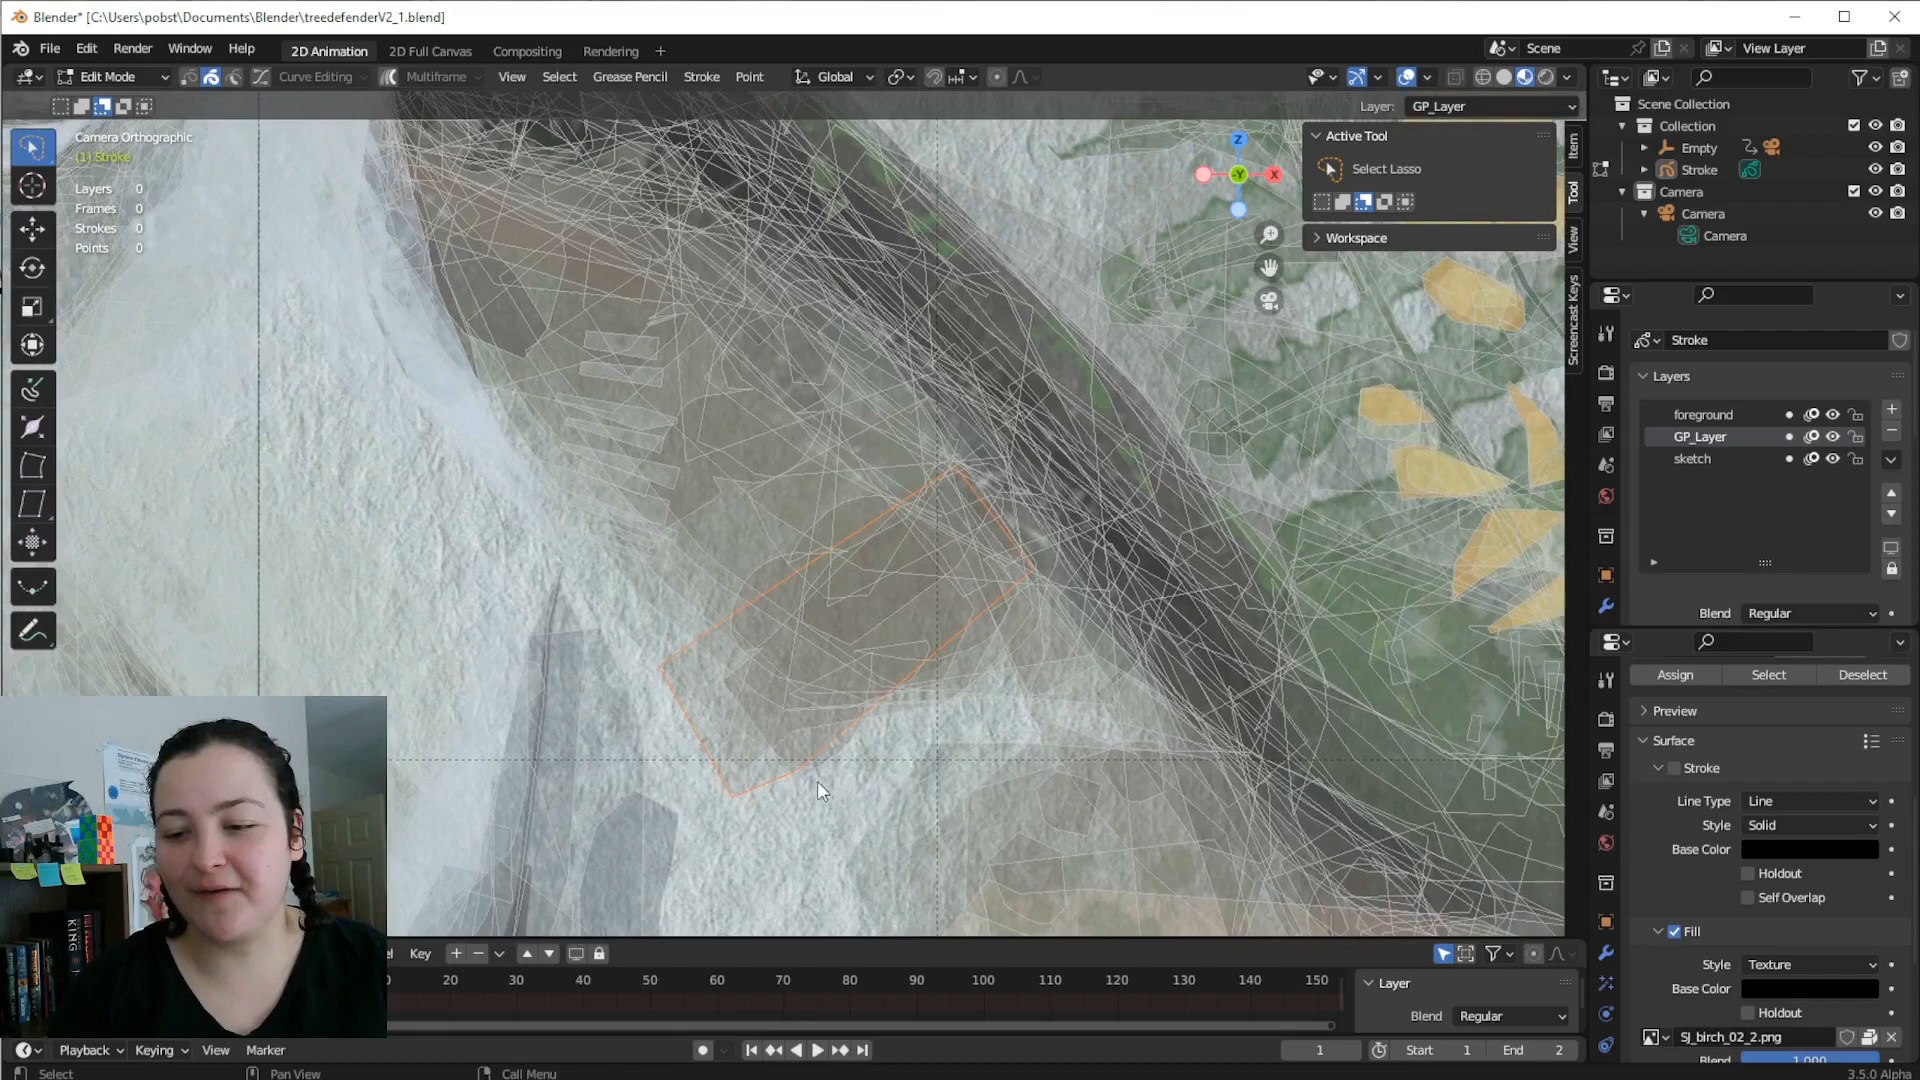 Blender* [C:\Users\pobst\Documents\Blender\treedefenderV2_1.blend]
File Edit Render Window Help 2D Animation 2D Full Canvas Compositing Rendering + Scene View Layer
Edit Mode Curve Editing Multiframe View Select Grease Pencil Stroke Point Global
Layer: GP_Layer
Camera Orthographic
(1) Stroke
Layers 0
Frames 0
Strokes 0
Points 0
Z
-Y
X
Active Tool
Select Lasso
Workspace
Item
Tool
View
Screencast Keys
Scene Collection
Collection
Empty
Stroke
Camera
Camera
Camera
Stroke
Layers
foreground
GP_Layer
sketch
Blend Regular
Assign Select Deselect
Preview
Surface
Stroke
Line Type Line
Style Solid
Base Color
Holdout
Self Overlap
Fill
Style Texture
Base Color
Holdout
SJ_birch_02_2.png
Blend 1.000
KING
Key
20 30 40 50 60 70 80 90 100 110 120 130 140 150
Layer
Blend Regular
Playback Keying View Marker
1 Start 1 End 2
Select Pan View Call Menu
3.5.0 Alpha